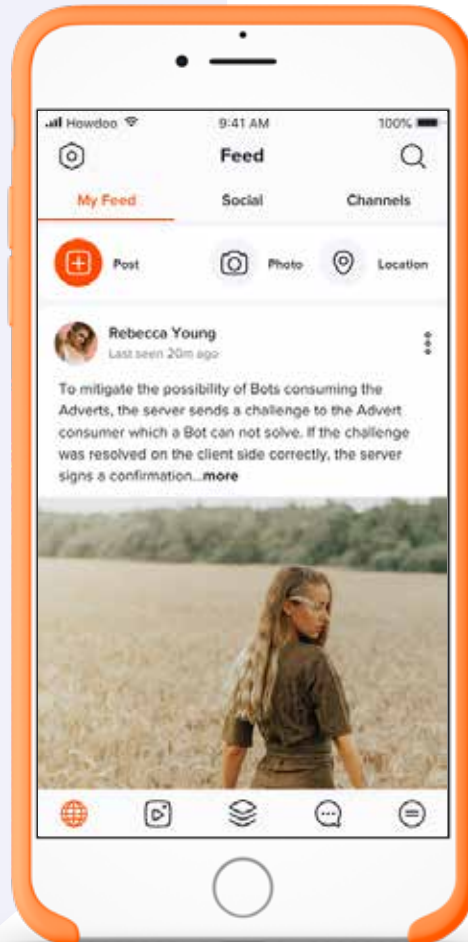 Howdoo 9:41 AM 100%
Feed
My Feed Social Channels
Post Photo Location
Rebecca Young
Last seen 20m ago
To mitigate the possibility of Bots consuming the
Adverts, the server sends a challenge to the Advert
consumer which a Bot can not solve. If the challenge
was resolved on the client side correctly, the server
signs a confirmation...more